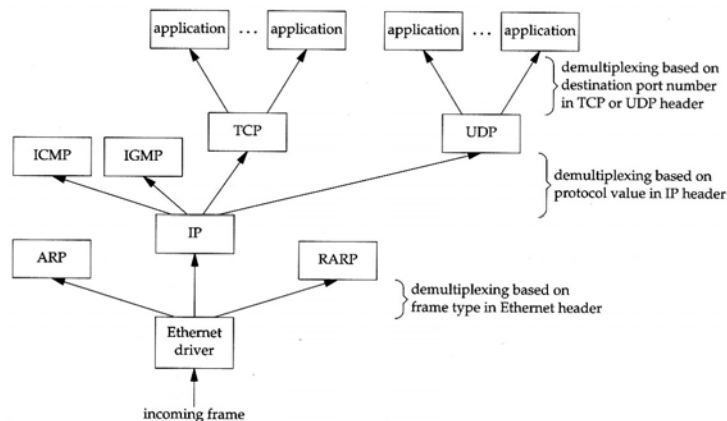 application ... application application ... application
demultiplexing based on
destination port number
in TCP or UDP header
TCP UDP
ICMP IGMP
demultiplexing based on
protocol value in IP header
IP
ARP RARP
demultiplexing based on
frame type in Ethernet header
Ethernet
driver
incoming frame